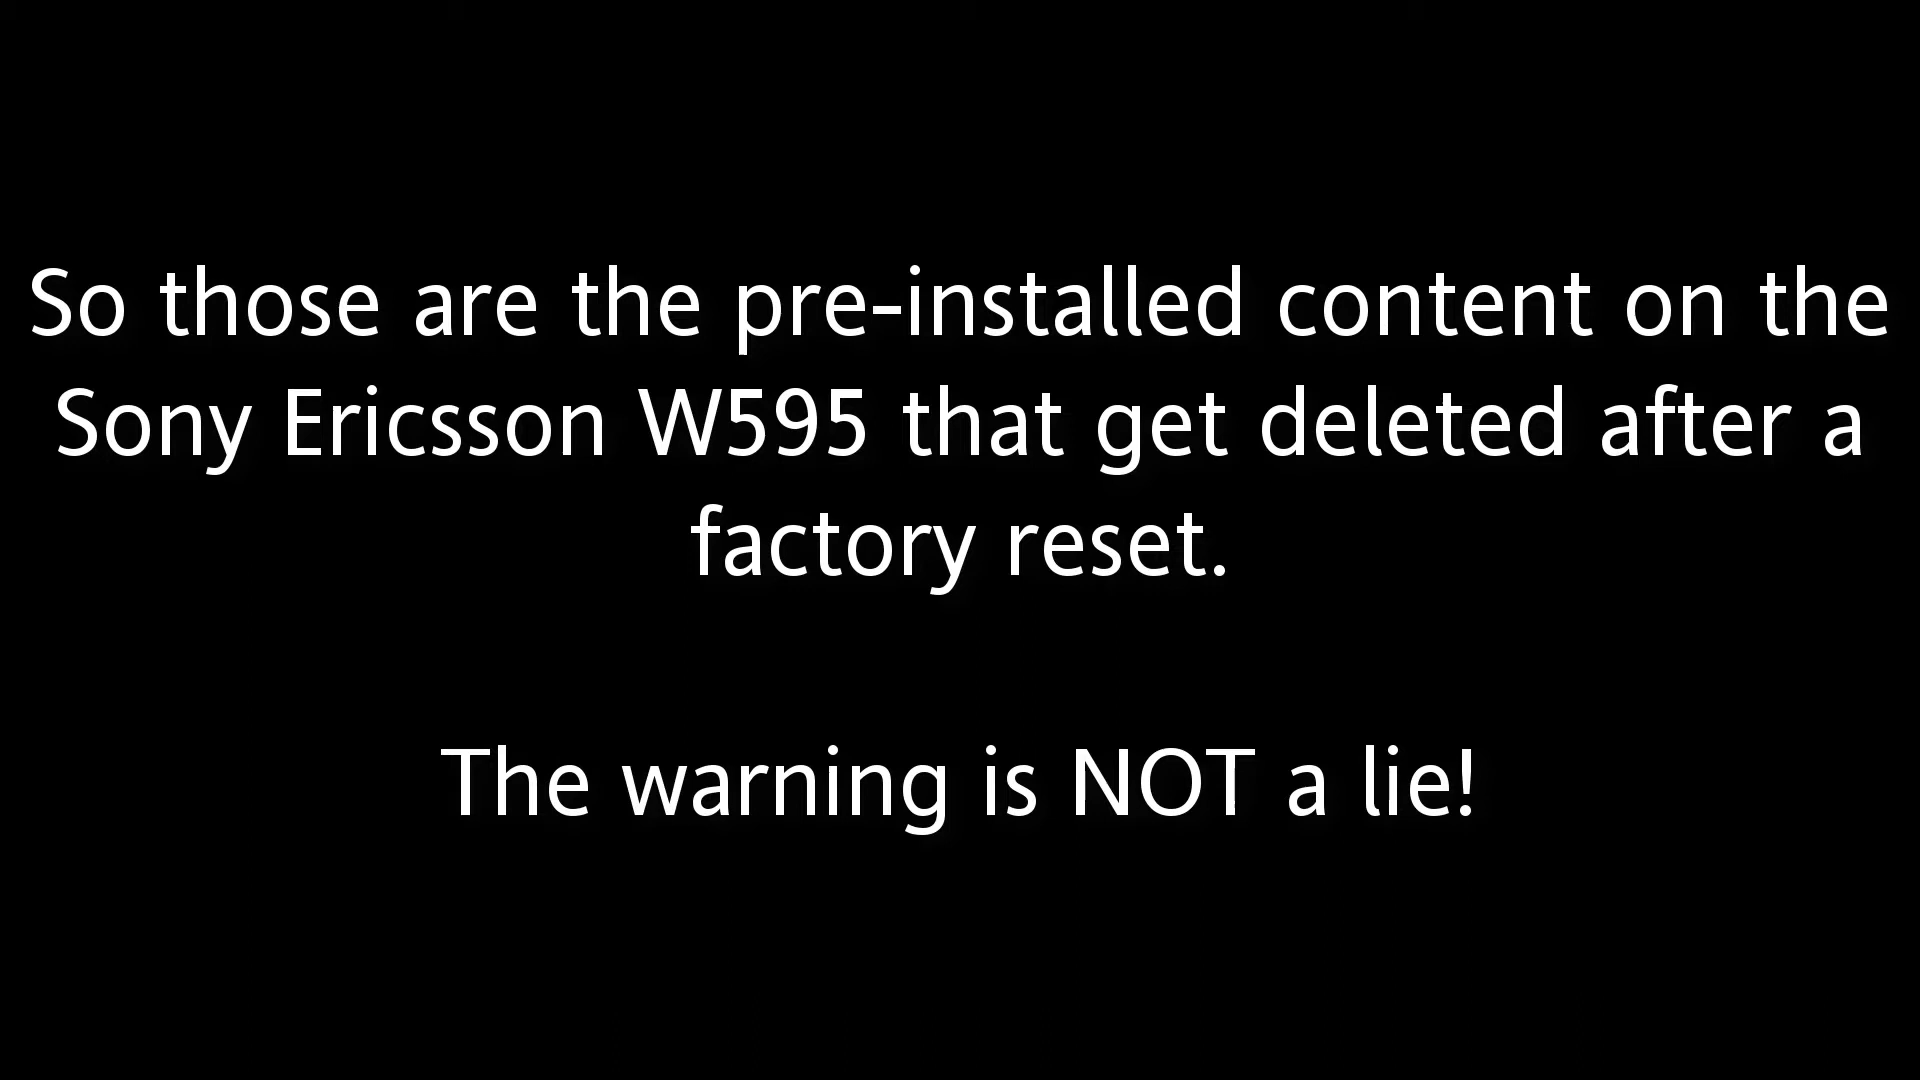 So those are the pre-installed content on the
Sony Ericsson W595 that get deleted after a
factory reset.
The warning is NOT a lie!